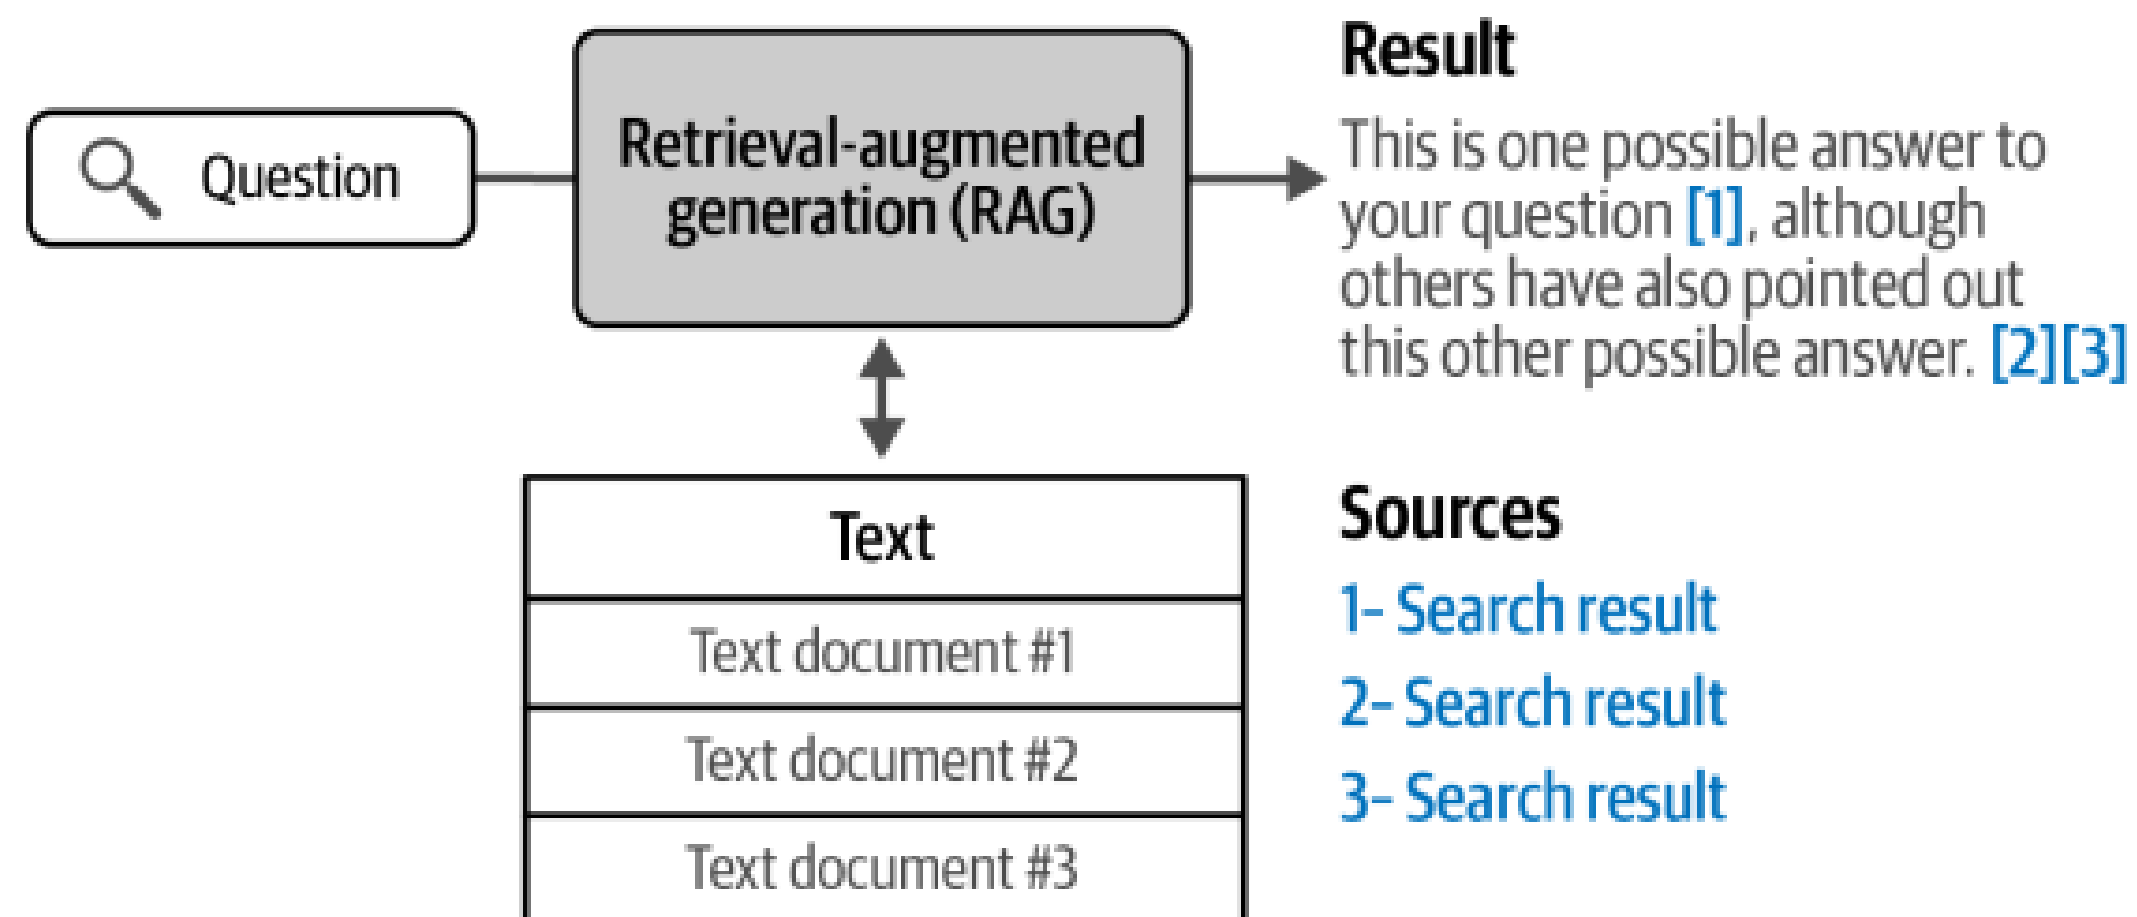 Question
Retrieval-augmented
generation (RAG)
Result
This is one possible answer to
your question [1], although
others have also pointed out
this other possible answer. [2][3]
Text
Text document #1
Text document #2
Text document #3
Sources
1- Search result
2- Search result
3- Search result